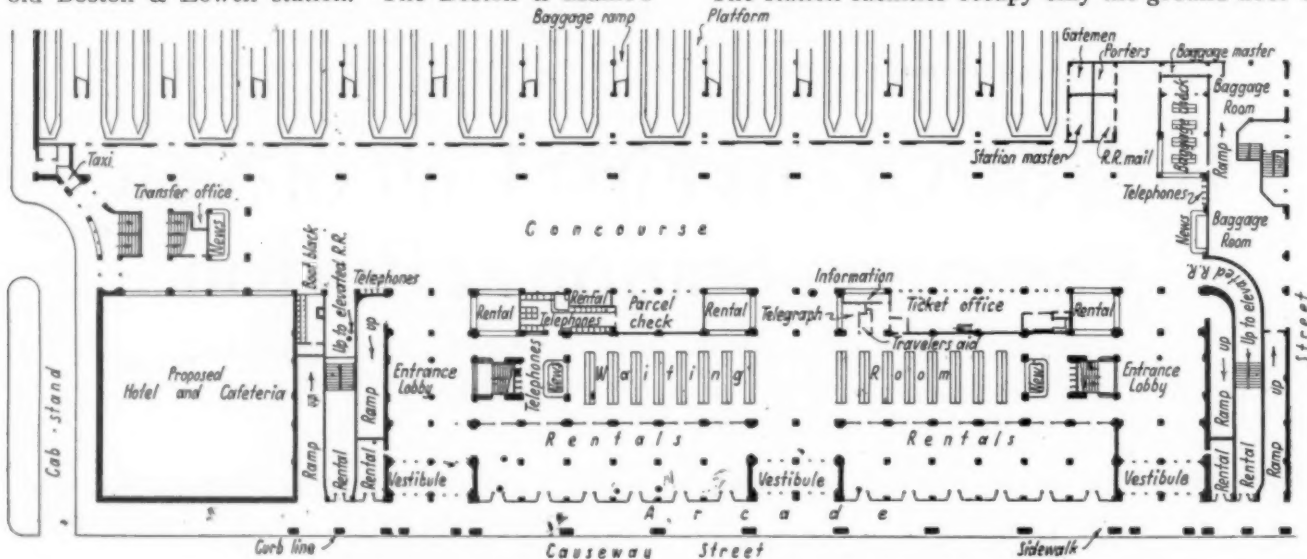 old Boston & Lowell station. The Boston & Maine's
The station facilities occupy only the ground floor
Baggage ramp
Platform
Gatemen
Porters
Baggage master
Baggage check
Baggage Room
Ramp
Taxi
Station master
R.R. mail
Transfer office
News
Telephones
News
Baggage Room
Concourse
Boot black
Up to elevated R.R.
Telephones
Information
Up to elevated R.R.
Rental
Rental
Telephones
Parcel check
Rental
Telegraph
Ticket office
Rental
Travelers aid
Street
Cab stand
Proposed
Hotel and Cafeteria
up
Ramp
up
Ramp
Entrance Lobby
Telephones
News
Waiting Room
News
Entrance Lobby
Ramp up
up
Ramp
Rentals
Rentals
Rental
Rental
Vestibule
Vestibule
Vestibule
Rental
Rental
Arcade
Curb line
Causeway Street
Sidewalk